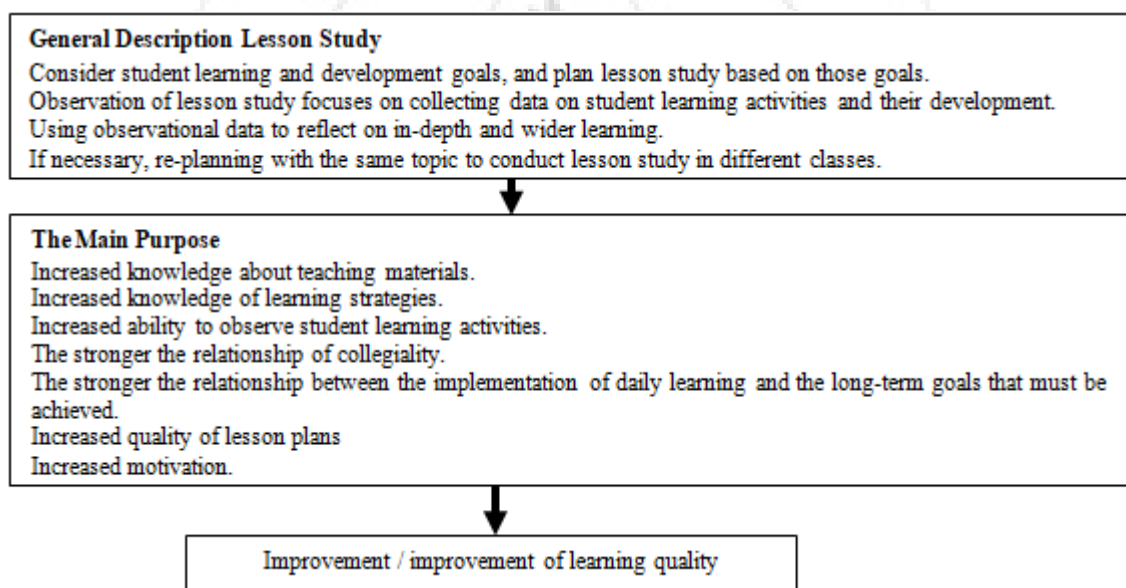 General Description Lesson Study
Consider student learning and development goals, and plan lesson study based on those goals.
Observation of lesson study focuses on collecting data on student learning activities and their development.
Using observational data to reflect on in-depth and wider learning.
If necessary, re-planning with the same topic to conduct lesson study in different classes.
The Main Purpose
Increased knowledge about teaching materials.
Increased knowledge of learning strategies.
Increased ability to observe student learning activities.
The stronger the relationship of collegiality.
The stronger the relationship between the implementation of daily learning and the long-term goals that must be
achieved.
Increased quality of lesson plans
Increased motivation.
Improvement / improvement of learning quality